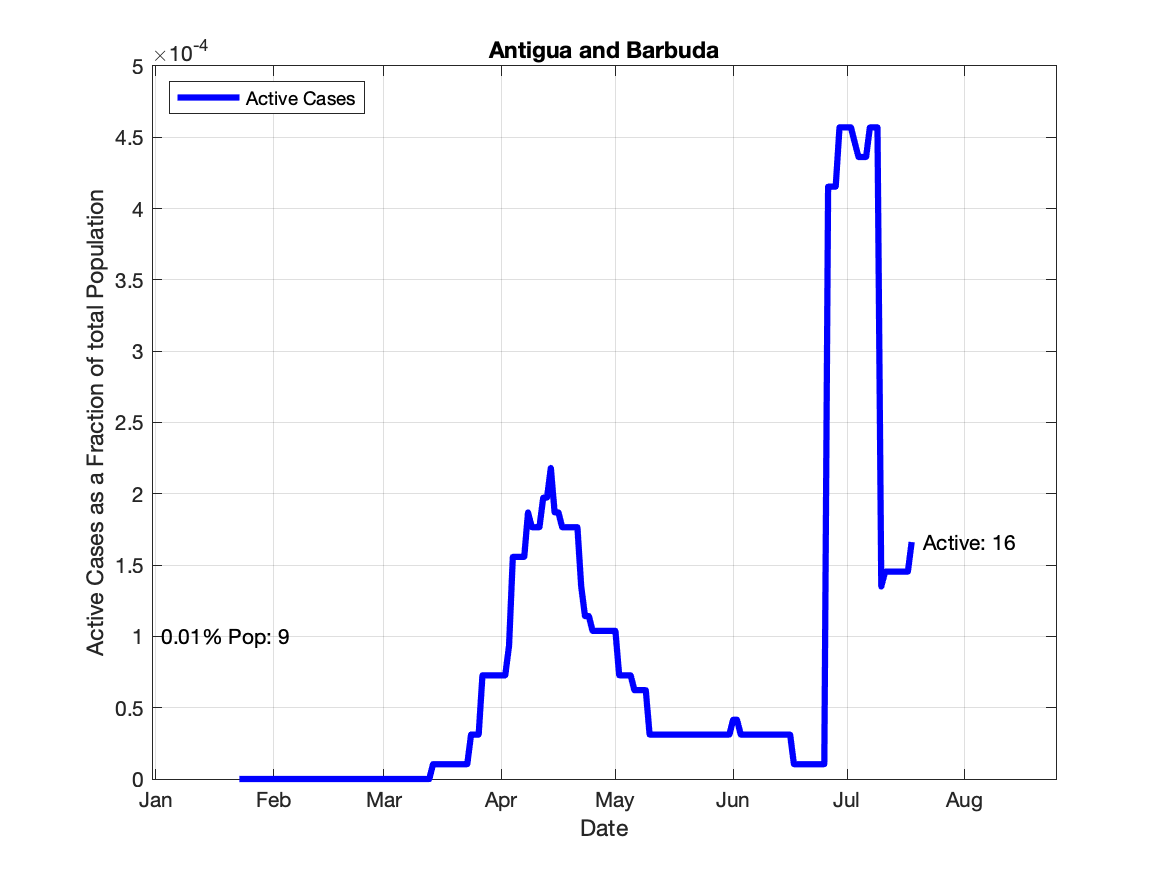 Antigua and Barbuda
×10-4
Active Cases
5
4.5
4
3.5
3
2.5
2
1.5
1
0.5
0
Active Cases as a Fraction of total Population
0.01% Pop: 9
Active: 16
Jan Feb Mar Apr May Jun Jul Aug
Date